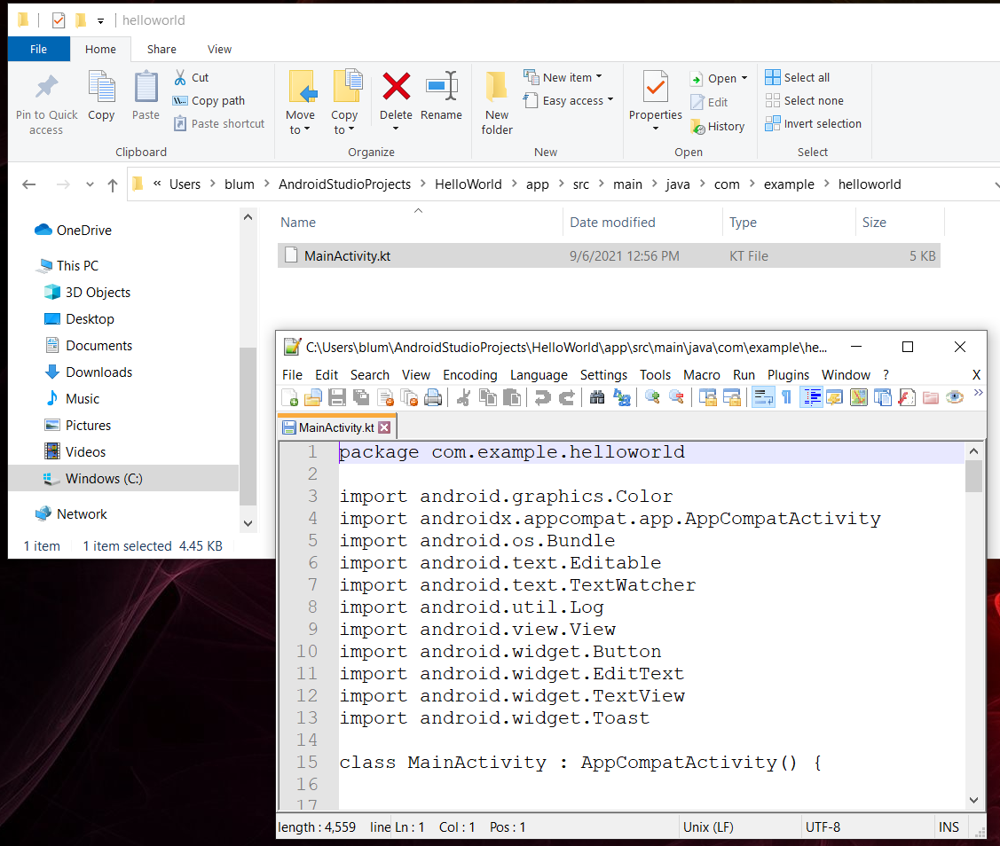 helloworld
File Home Share View
Pin to Quick access
Copy
Paste
Cut
Copy path
Paste shortcut
Clipboard
Move to
Copy to
Delete
Rename
Organize
New folder
New item
Easy access
New
Properties
Open
Edit
History
Open
Select all
Select none
Invert selection
Select
« Users > blum > AndroidStudioProjects > HelloWorld > app > src > main > java > com > example > helloworld
OneDrive
This PC
3D Objects
Desktop
Documents
Downloads
Music
Pictures
Videos
Windows (C:)
Network
1 item 1 item selected 4.45 KB
Name Date modified Type Size
MainActivity.kt 9/6/2021 12:56 PM KT File 5 KB
C:\Users\blum\AndroidStudioProjects\HelloWorld\app\src\main\java\com\example\he...
File Edit Search View Encoding Language Settings Tools Macro Run Plugins Window ? X
MainActivity.kt
1 package com.example.helloworld
2
3 import android.graphics.Color
4 import androidx.appcompat.app.AppCompatActivity
5 import android.os.Bundle
6 import android.text.Editable
7 import android.text.TextWatcher
8 import android.util.Log
9 import android.view.View
10 import android.widget.Button
11 import android.widget.EditText
12 import android.widget.TextView
13 import android.widget.Toast
14
15 class MainActivity : AppCompatActivity() {
16
17
length : 4,559 line Ln : 1 Col : 1 Pos : 1 Unix (LF) UTF-8 INS